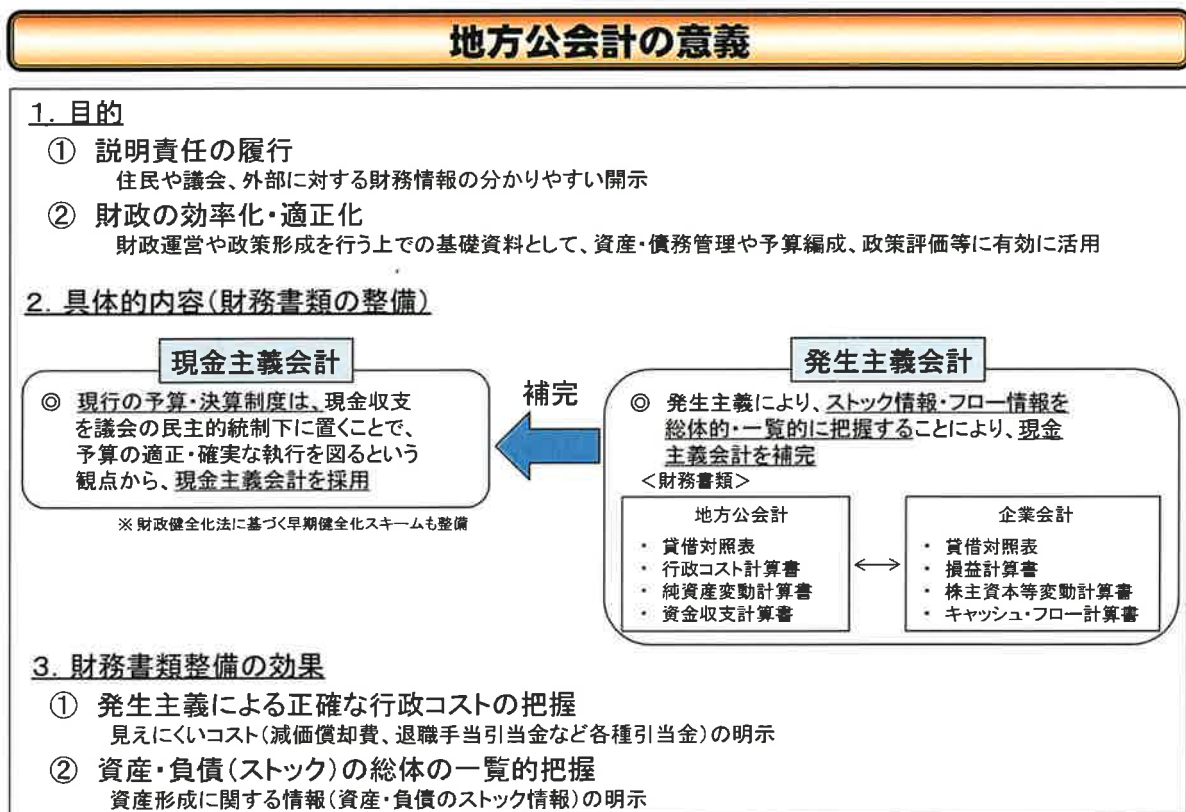 地方公会計の意義
1. 目的
① 説明責任の履行
住民や議会、外部に対する財務情報の分かりやすい開示
② 財政の効率化・適正化
財政運営や政策形成を行う上での基礎資料として、資産・債務管理や予算編成、政策評価等に有効に活用
2. 具体的内容(財務書類の整備)
現金主義会計
◎ 現行の予算・決算制度は、現金収支
を議会の民主的統制下に置くことで、
予算の適正・確実な執行を図るという
観点から、現金主義会計を採用
※ 財政健全化法に基づく早期健全化スキームも整備
補完
発生主義会計
◎ 発生主義により、ストック情報・フロー情報を
総体的・一覧的に把握することにより、現金
主義会計を補完
<財務書類>
地方公会計
・ 貸借対照表
・ 行政コスト計算書
・ 純資産変動計算書
・ 資金収支計算書
企業会計
・ 貸借対照表
・ 損益計算書
・ 株主資本等変動計算書
・ キャッシュ・フロー計算書
3. 財務書類整備の効果
① 発生主義による正確な行政コストの把握
見えにくいコスト(減価償却費、退職手当引当金など各種引当金)の明示
② 資産・負債(ストック)の総体の一覧的把握
資産形成に関する情報(資産・負債のストック情報)の明示